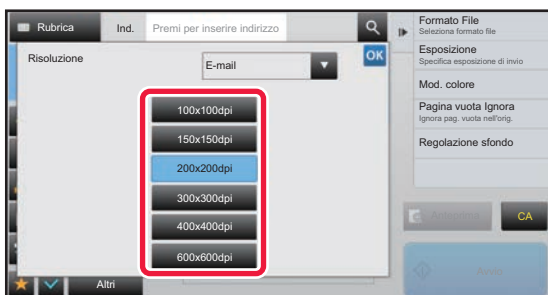 Rubrica
Ind.
Premi per inserire indirizzo
Risoluzione
E-mail
OK
100x100dpi
150x150dpi
200x200dpi
300x300dpi
400x400dpi
600x600dpi
Altri
Formato File
Seleziona formato file
Esposizione
Specifica esposizione di invio
Mod. colore
Pagina vuota Ignora
Ignora pag. vuota nell'orig.
Regolazione sfondo
CA
Avvio